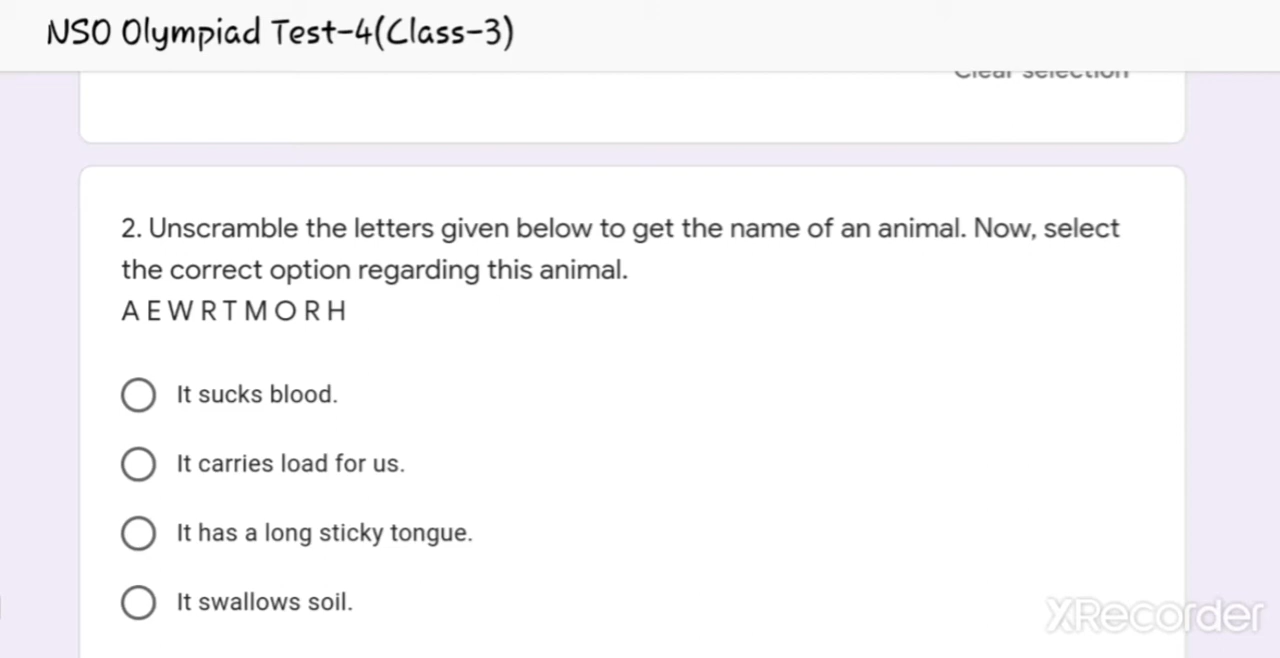 NSO Olympiad Test-4(Class-3)
Clear selection
2. Unscramble the letters given below to get the name of an animal. Now, select
the correct option regarding this animal.
A E W R T M O R H
It sucks blood.
It carries load for us.
It has a long sticky tongue.
It swallows soil.
XRecorder